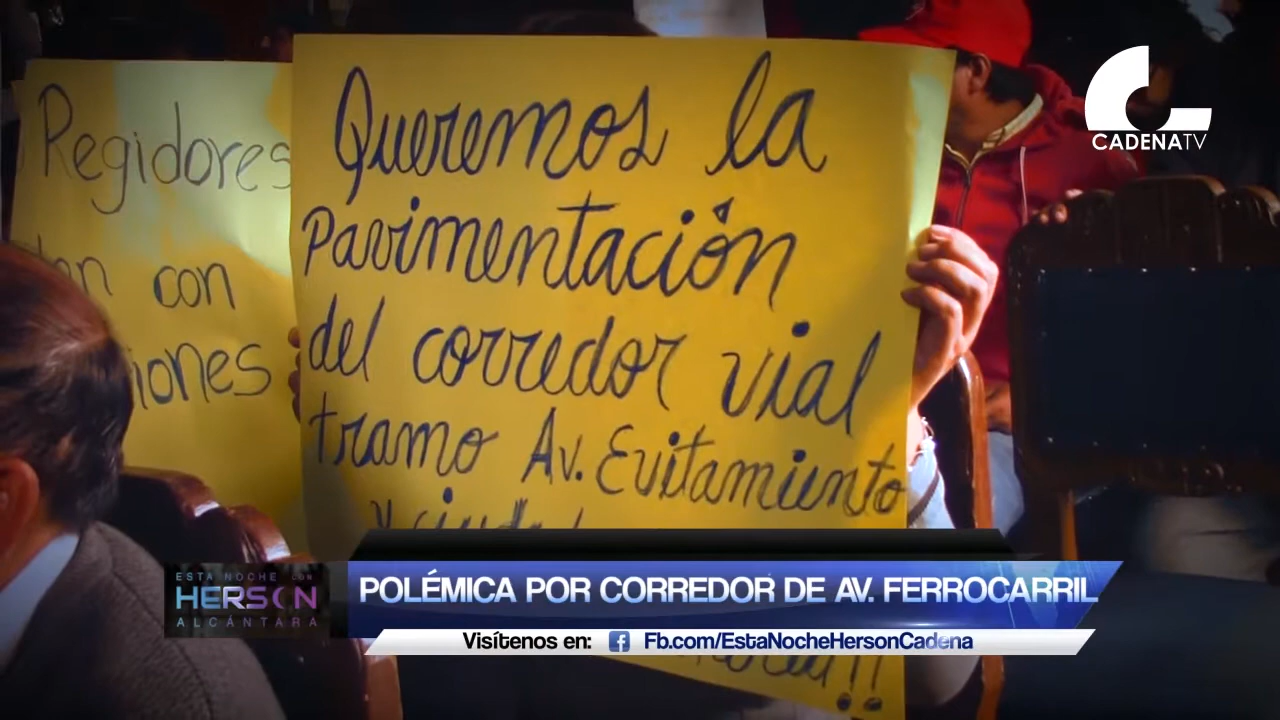 CADENATV
Regidores
con
Queremos la
Pavimentación
del corredor vial
tramo Av. Evitamiento
ESTA NOCHE CON
HERSON
ALCÁNTARA
POLÉMICA POR CORREDOR DE AV. FERROCARRIL
Visítenos en: Fb.com/EstaNocheHersonCadena